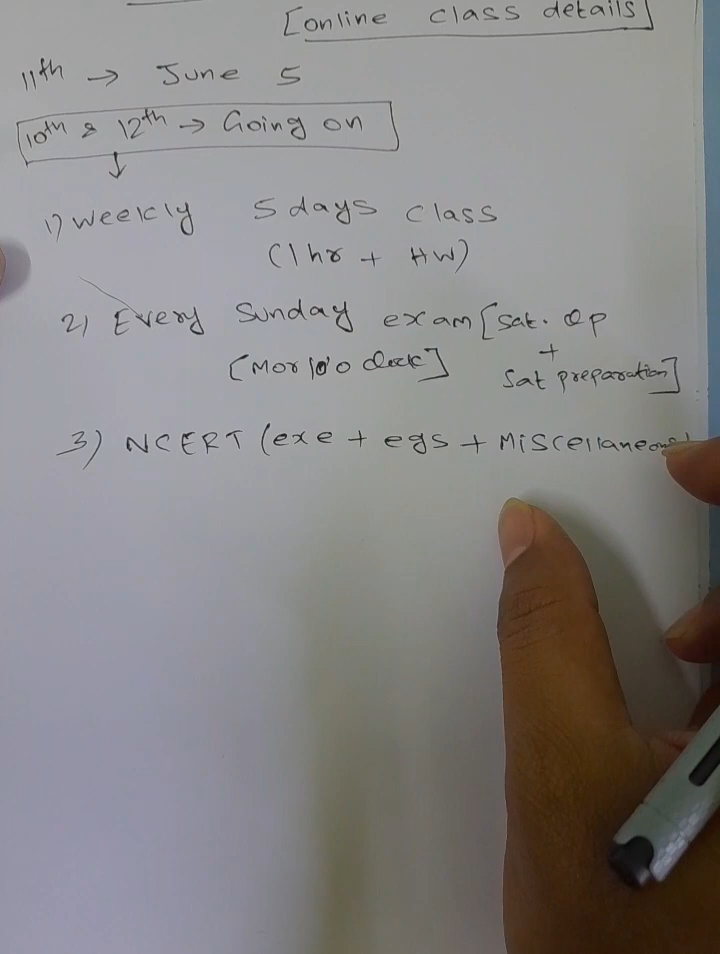 [online class details]
11th → June 5
10th & 12th → Going on
↓
1) Weekly 5 days class
(1 hr + HW)
2) Every Sunday exam [Sat. QP
+
[Mor 10'o clock] Sat preparation]
3) NCERT (exe + egs + Miscellaneous)